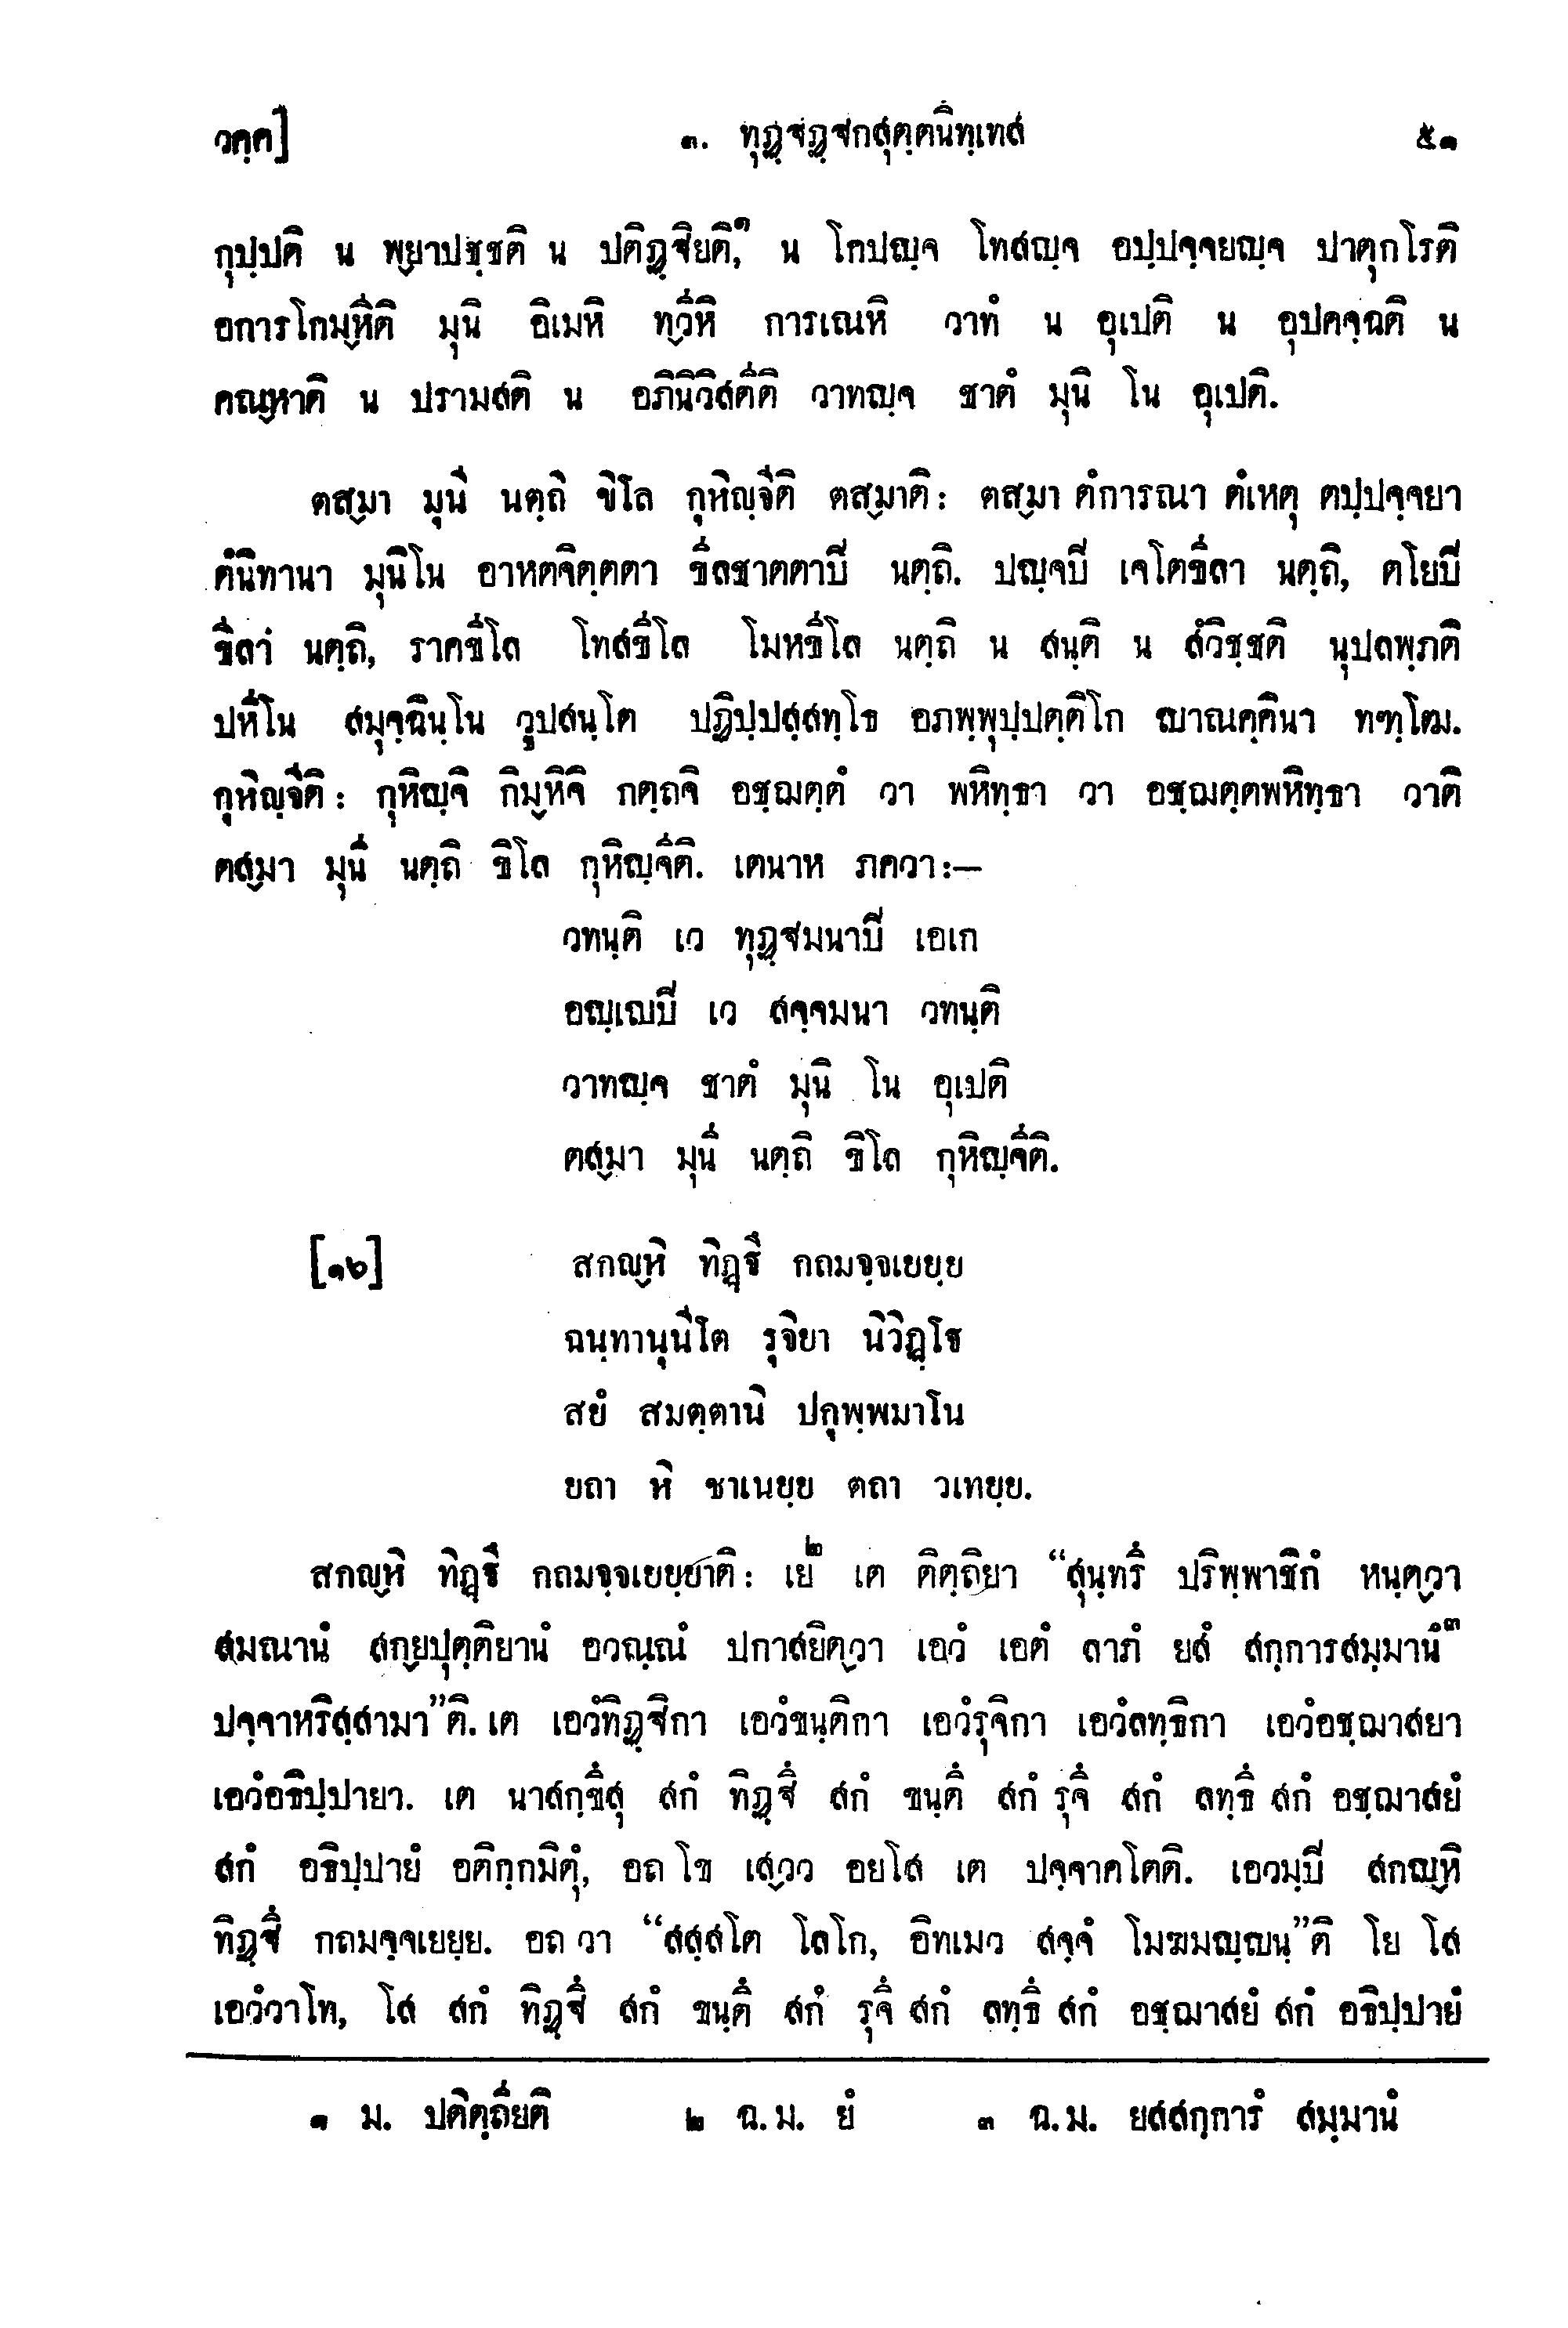 วคฺค]
๓. ทุฏฺฐฏฺฐกสุตฺตนิทฺเทส
๕๑
กุปฺปติ น พฺยาปชฺชติ น ปติฏฺฐิยติ,๑ น โกปญฺจ โทสญฺจ อปฺปจฺจยญฺจ ปาตุกโรติ
อการโกมฺหีติ มุนิ อิเมหิ ทฺวีหิ การเณหิ วาทํ น อุเปติ น อุปคจฺฉติ น
คณฺหาติ น ปรามสติ น อภินิวิสตีติ วาทญฺจ ชาตํ มุนิ โน อุเปติ.
ตสฺมา มุนี นตฺถิ ขิโล กุหิญฺจีติ ตสฺมาติ: ตสฺมา ตํการณา ตํเหตุ ตปฺปจฺจยา
ตํนิทานา มุนิโน อาหตจิตฺตตา ขีลชาตตาปี นตฺถิ. ปญฺจปี เจโตขีลา นตฺถิ, ตโยปี
ขีลา นตฺถิ, ราคขีโล โทสขีโล โมหขีโล นตฺถิ น สนฺติ น สํวิชฺชติ นุปลพฺภติ
ปหีโน สมุจฺฉินฺโน วูปสนฺโต ปฏิปฺปสฺสทฺโธ อภพฺพุปฺปตฺติโก ญาณคฺคินา ทฑฺโฒ.
กุหิญฺจีติ: กุหิญฺจิ กิมฺหิจิ กตฺถจิ อชฺฌตฺตํ วา พหิทฺธา วา อชฺฌตฺตพหิทฺธา วาติ
ตสฺมา มุนี นตฺถิ ขิโล กุหิญฺจีติ. เตนาห ภควา:—
วทนฺติ เว ทุฏฺฐมนาปี เอเก
อญฺเญปี เว สจฺจมนา วทนฺติ
วาทญฺจ ชาตํ มุนิ โน อุเปติ
ตสฺมา มุนี นตฺถิ ขิโล กุหิญฺจีติ.
[๑๖] สกญฺหิ ทิฏฺฐึ กถมจฺจเยยฺย
ฉนฺทานุนีโต รุจิยา นิวิฏฺโฐ
สยํ สมตฺตานิ ปกุพฺพมาโน
ยถา หิ ชาเนยฺย ตถา วเทยฺย.
สกญฺหิ ทิฏฺฐึ กถมจฺจเยยฺยาติ: เย๒ เต ติตฺถิยา “สุนฺทรึ ปริพฺพาชิกํ หนฺตฺวา
สมณานํ สกฺยปุตฺติยานํ อวณฺณํ ปกาสยิตฺวา เอวํ เอตํ ลาภํ ยสํ สกฺการสมฺมานํ๓
ปจฺจาหริสฺสามา”ติ. เต เอวํทิฏฺฐิกา เอวํขนฺติกา เอวํรุจิกา เอวํลทฺธิกา เอวํอชฺฌาสยา
เอวํอธิปฺปายา. เต นาสกฺขึสุ สกํ ทิฏฺฐึ สกํ ขนฺตึ สกํ รุจึ สกํ ลทฺธึ สกํ อชฺฌาสยํ
สกํ อธิปฺปายํ อติกฺกมิตุํ, อถ โข เสฺวว อยโส เต ปจฺจาคโตติ. เอวมฺปี สกญฺหิ
ทิฏฺฐึ กถมจฺจเยยฺย. อถ วา “สสฺสโต โลโก, อิทเมว สจฺจํ โมฆมญฺญนฺ”ติ โย โส
เอวํวาโท, โส สกํ ทิฏฺฐึ สกํ ขนฺตึ สกํ รุจึ สกํ ลทฺธึ สกํ อชฺฌาสยํ สกํ อธิปฺปายํ
๑ ม. ปติตฺถียติ ๒ ฉ.ม. ยํ ๓ ฉ.ม. ยสสกฺการํ สมฺมานํ